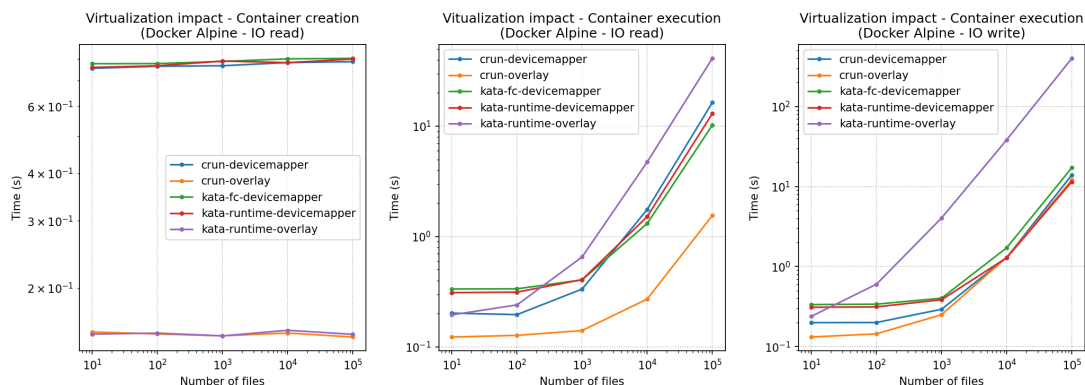 Virtualization impact - Container creation
(Docker Alpine - IO read)
Time (s)
6 × 10⁻¹
4 × 10⁻¹
3 × 10⁻¹
2 × 10⁻¹
crun-devicemapper
crun-overlay
kata-fc-devicemapper
kata-runtime-devicemapper
kata-runtime-overlay
10¹ 10² 10³ 10⁴ 10⁵
Number of files
Vitualization impact - Container execution
(Docker Alpine - IO read)
Time (s)
10¹
10⁰
10⁻¹
crun-devicemapper
crun-overlay
kata-fc-devicemapper
kata-runtime-devicemapper
kata-runtime-overlay
10¹ 10² 10³ 10⁴ 10⁵
Number of files
Virtualization impact - Container execution
(Docker Alpine - IO write)
Time (s)
10²
10¹
10⁰
10⁻¹
crun-devicemapper
crun-overlay
kata-fc-devicemapper
kata-runtime-devicemapper
kata-runtime-overlay
10¹ 10² 10³ 10⁴ 10⁵
Number of files